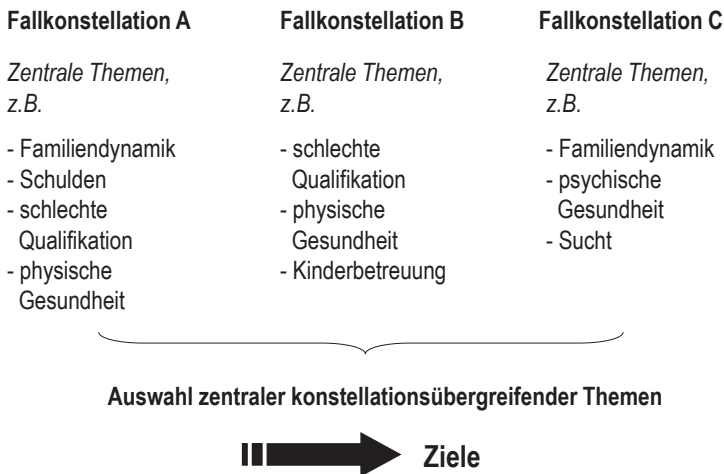 Fallkonstellation A
Zentrale Themen,
z.B.
- Familiendynamik
- Schulden
- schlechte
Qualifikation
- physische
Gesundheit
Fallkonstellation B
Zentrale Themen,
z.B.
- schlechte
Qualifikation
- physische
Gesundheit
- Kinderbetreuung
Fallkonstellation C
Zentrale Themen,
z.B.
- Familiendynamik
- psychische
Gesundheit
- Sucht
Auswahl zentraler konstellationsübergreifender Themen
Ziele